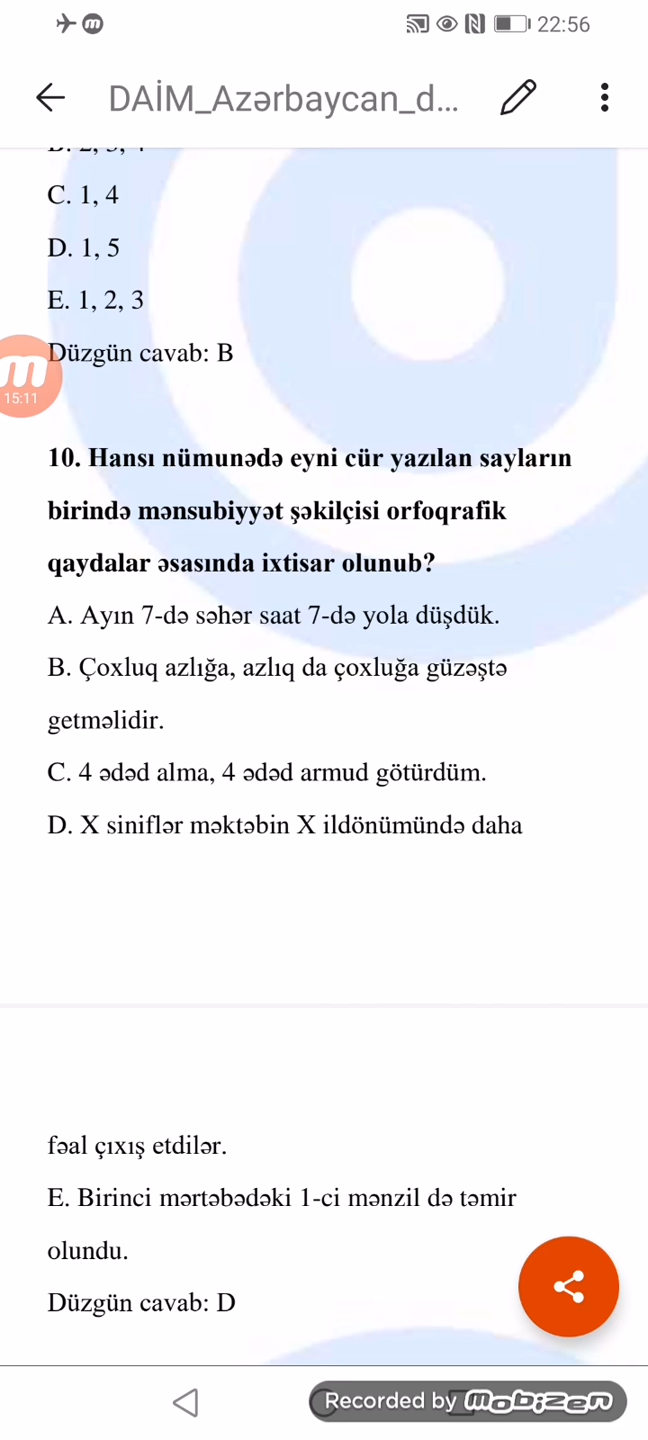 22:56
DAİM_Azərbaycan_d...
C. 1, 4
D. 1, 5
E. 1, 2, 3
Düzgün cavab: B
15:11
10. Hansı nümunədə eyni cür yazılan sayların
birində mənsubiyyət şəkilçisi orfoqrafik
qaydalar əsasında ixtisar olunub?
A. Ayın 7-də səhər saat 7-də yola düşdük.
B. Çoxluq azlığa, azlıq da çoxluğa güzəştə
getməlidir.
C. 4 ədəd alma, 4 ədəd armud götürdüm.
D. X siniflər məktəbin X ildönümündə daha
fəal çıxış etdilər.
E. Birinci mərtəbədəki 1-ci mənzil də təmir
olundu.
Düzgün cavab: D
Recorded by mobizen